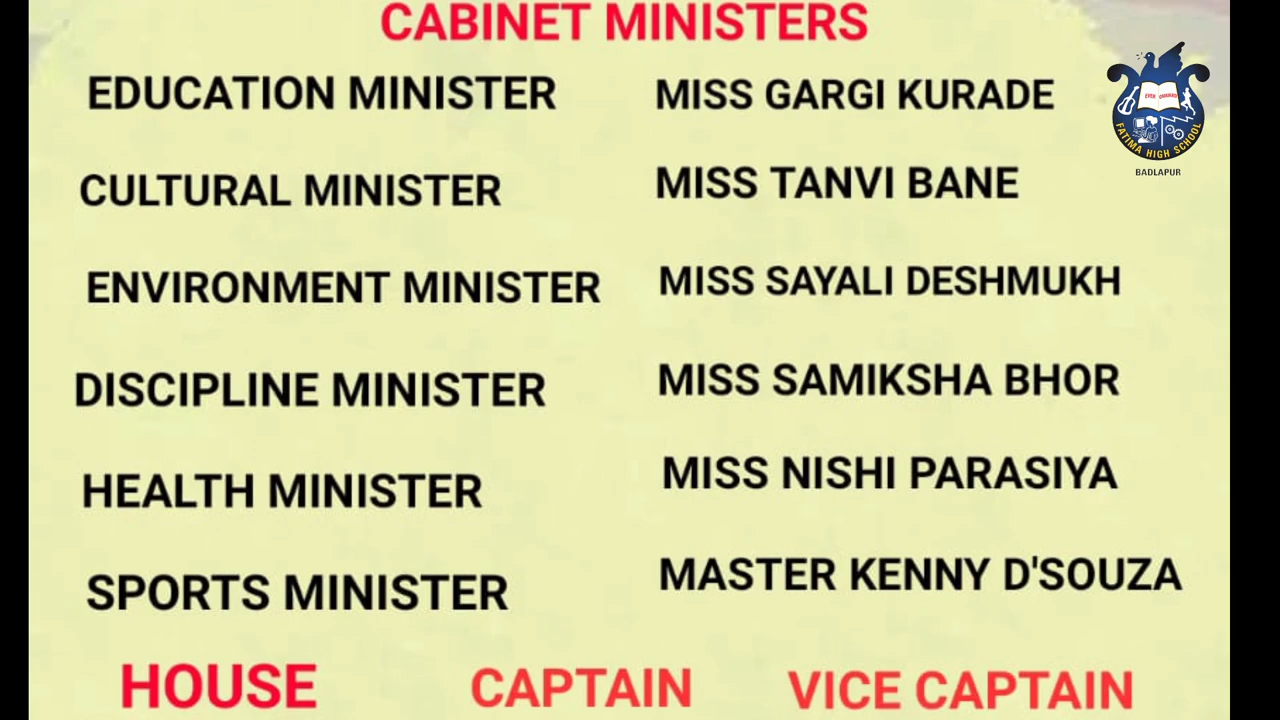 CABINET MINISTERS
EDUCATION MINISTER MISS GARGI KURADE
CULTURAL MINISTER MISS TANVI BANE
ENVIRONMENT MINISTER MISS SAYALI DESHMUKH
DISCIPLINE MINISTER MISS SAMIKSHA BHOR
HEALTH MINISTER MISS NISHI PARASIYA
SPORTS MINISTER MASTER KENNY D'SOUZA
HOUSE CAPTAIN VICE CAPTAIN
EVER ONWARD
FATIMA HIGH SCHOOL
BADLAPUR